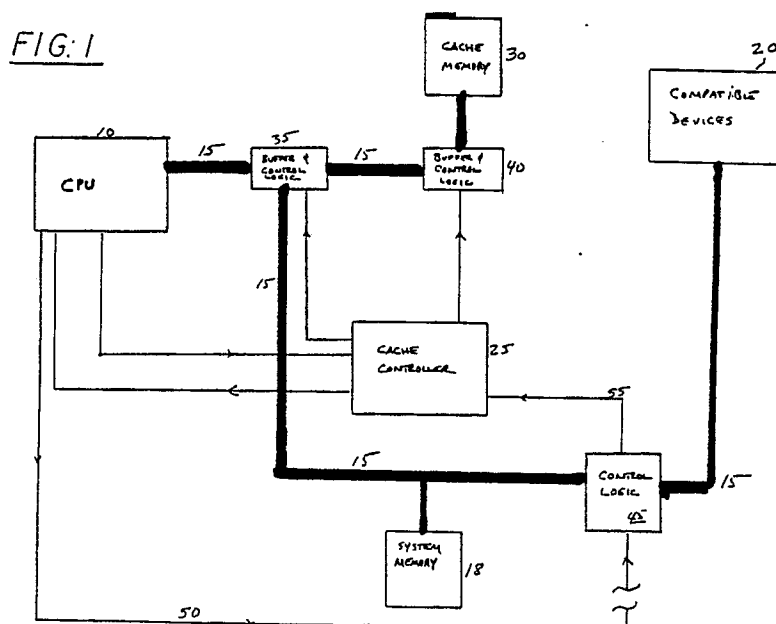 FIG: 1
CACHE
MEMORY
30
20
COMPATIBLE
DEVICES
10
CPU
15
35
BUFFER &
CONTROL
LOGIC
15
BUFFER &
CONTROL
LOGIC
40
15
CACHE
CONTROLLER
25
55
15
CONTROL
LOGIC
45
15
SYSTEM
MEMORY
18
50